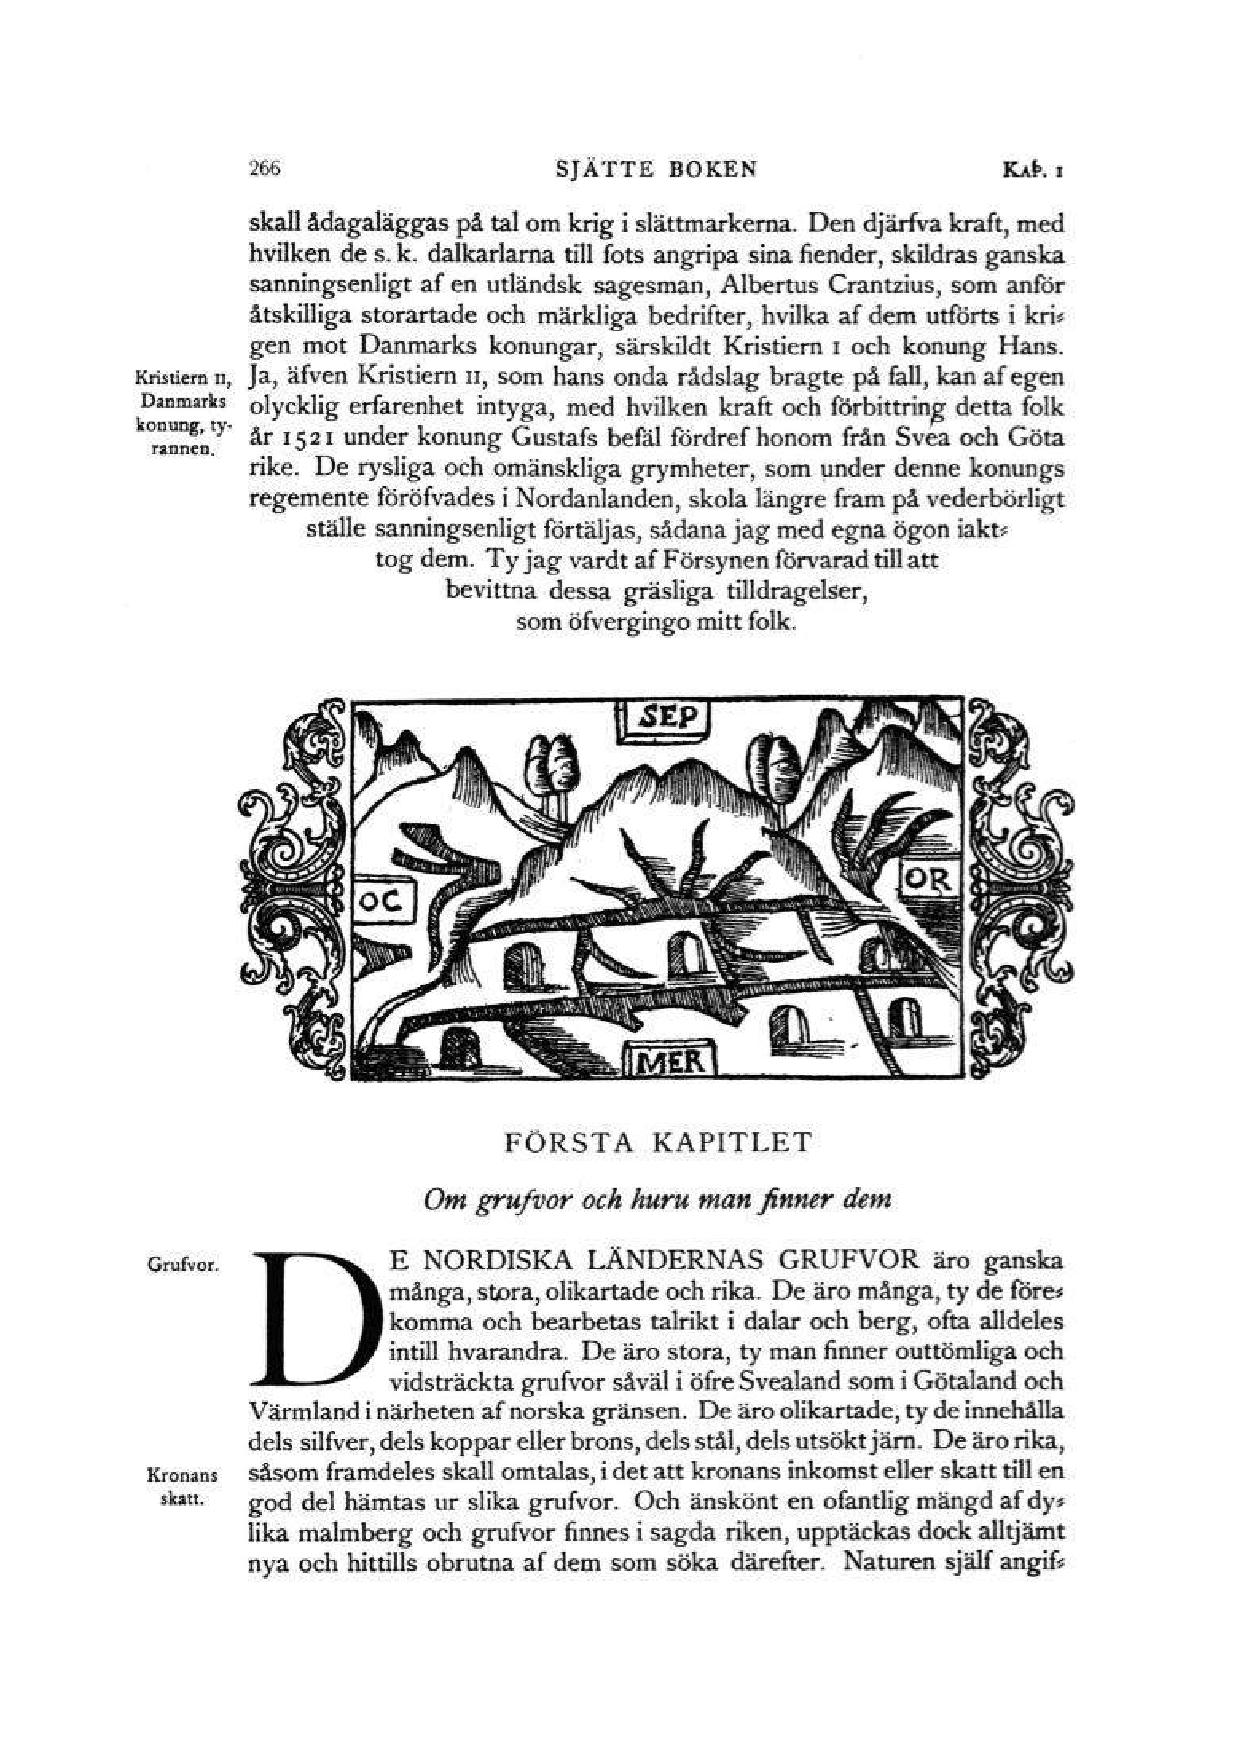 266 SJÄTTE BOKEN KAP. I
skall ådagaläggas på tal om krig i slättmarkerna. Den djärfva kraft, med
hvilken de s. k. dalkarlarna till fots angripa sina fiender, skildras ganska
sanningsenligt af en utländsk sagesman, Albertus Crantzius, som anför
åtskilliga storartade och märkliga bedrifter, hvilka af dem utförts i kri-
gen mot Danmarks konungar, särskildt Kristiern I och konung Hans.
Ja, äfven Kristiern II, som hans onda rådslag bragte på fall, kan af egen
olycklig erfarenhet intyga, med hvilken kraft och förbittring detta folk
år 1521 under konung Gustafs befäl fördref honom från Svea och Göta
rike. De rysliga och omänskliga grymheter, som under denne konungs
regemente föröfvades i Nordanlanden, skola längre fram på vederbörligt
ställe sanningsenligt förtäljas, sådana jag med egna ögon iakt-
tog dem. Ty jag vardt af Försynen förvarad till att
bevittna dessa gräsliga tilldragelser,
som öfvergingo mitt folk.
Kristiern II,
Danmarks
konung, ty-
rannen.
SEP
OC
OR
MER
FÖRSTA KAPITLET
Om grufvor och huru man finner dem
Grufvor.
DE NORDISKA LÄNDERNAS GRUFVOR äro ganska
många, stora, olikartade och rika. De äro många, ty de före-
komma och bearbetas talrikt i dalar och berg, ofta alldeles
intill hvarandra. De äro stora, ty man finner outtömliga och
vidsträckta grufvor såväl i öfre Svealand som i Götaland och
Värmland i närheten af norska gränsen. De äro olikartade, ty de innehålla
dels silfver, dels koppar eller brons, dels stål, dels utsökt järn. De äro rika,
såsom framdeles skall omtalas, i det att kronans inkomst eller skatt till en
god del hämtas ur slika grufvor. Och änskönt en ofantlig mängd af dy-
lika malmberg och grufvor finnes i sagda riken, upptäckas dock alltjämt
nya och hittills obrutna af dem som söka därefter. Naturen själf angif-
Kronans
skatt.